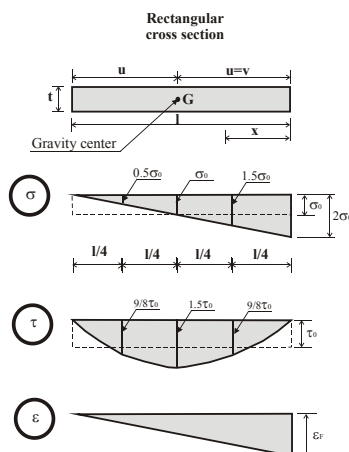 Rectangular
cross section
u
u=v
t
G
l
x
Gravity center
σ
0.5σ₀
σ₀
1.5σ₀
σ₀
2σ₀
l/4
l/4
l/4
l/4
τ
9/8τ₀
1.5τ₀
9/8τ₀
τ₀
ε
εF